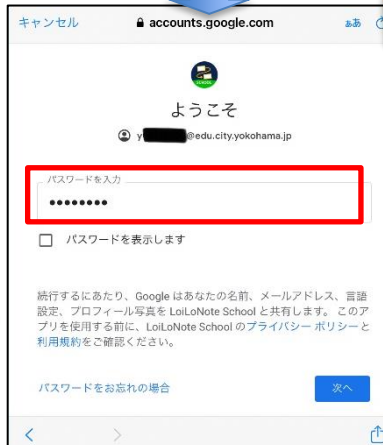 キャンセル accounts.google.com ぁあ
LOILONOTE
ようこそ
y @edu.city.yokohama.jp
パスワードを入力
••••••••
パスワードを表示します
続行するにあたり、Google はあなたの名前、メールアドレス、言語
設定、プロフィール写真を LoiLoNote School と共有します。このア
プリを使用する前に、LoiLoNote School のプライバシー ポリシーと
利用規約をご確認ください。
パスワードをお忘れの場合 次へ